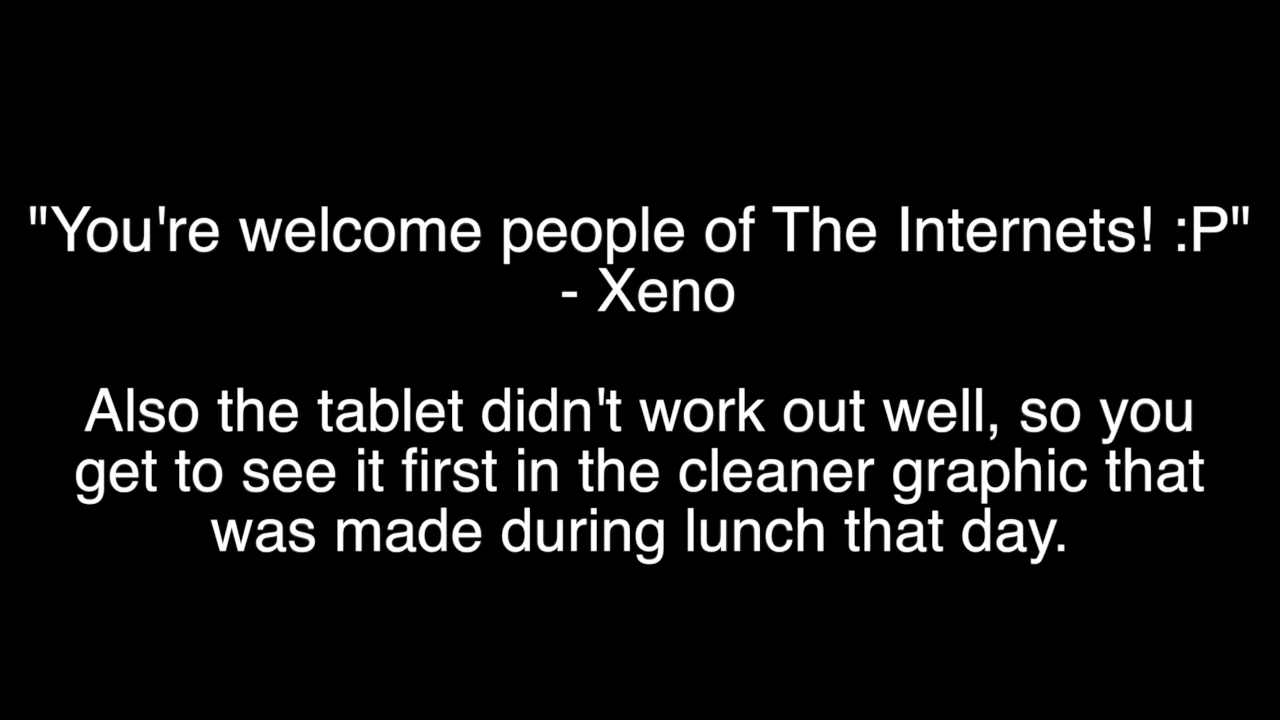 "You're welcome people of The Internets! :P"
- Xeno
Also the tablet didn't work out well, so you
get to see it first in the cleaner graphic that
was made during lunch that day.